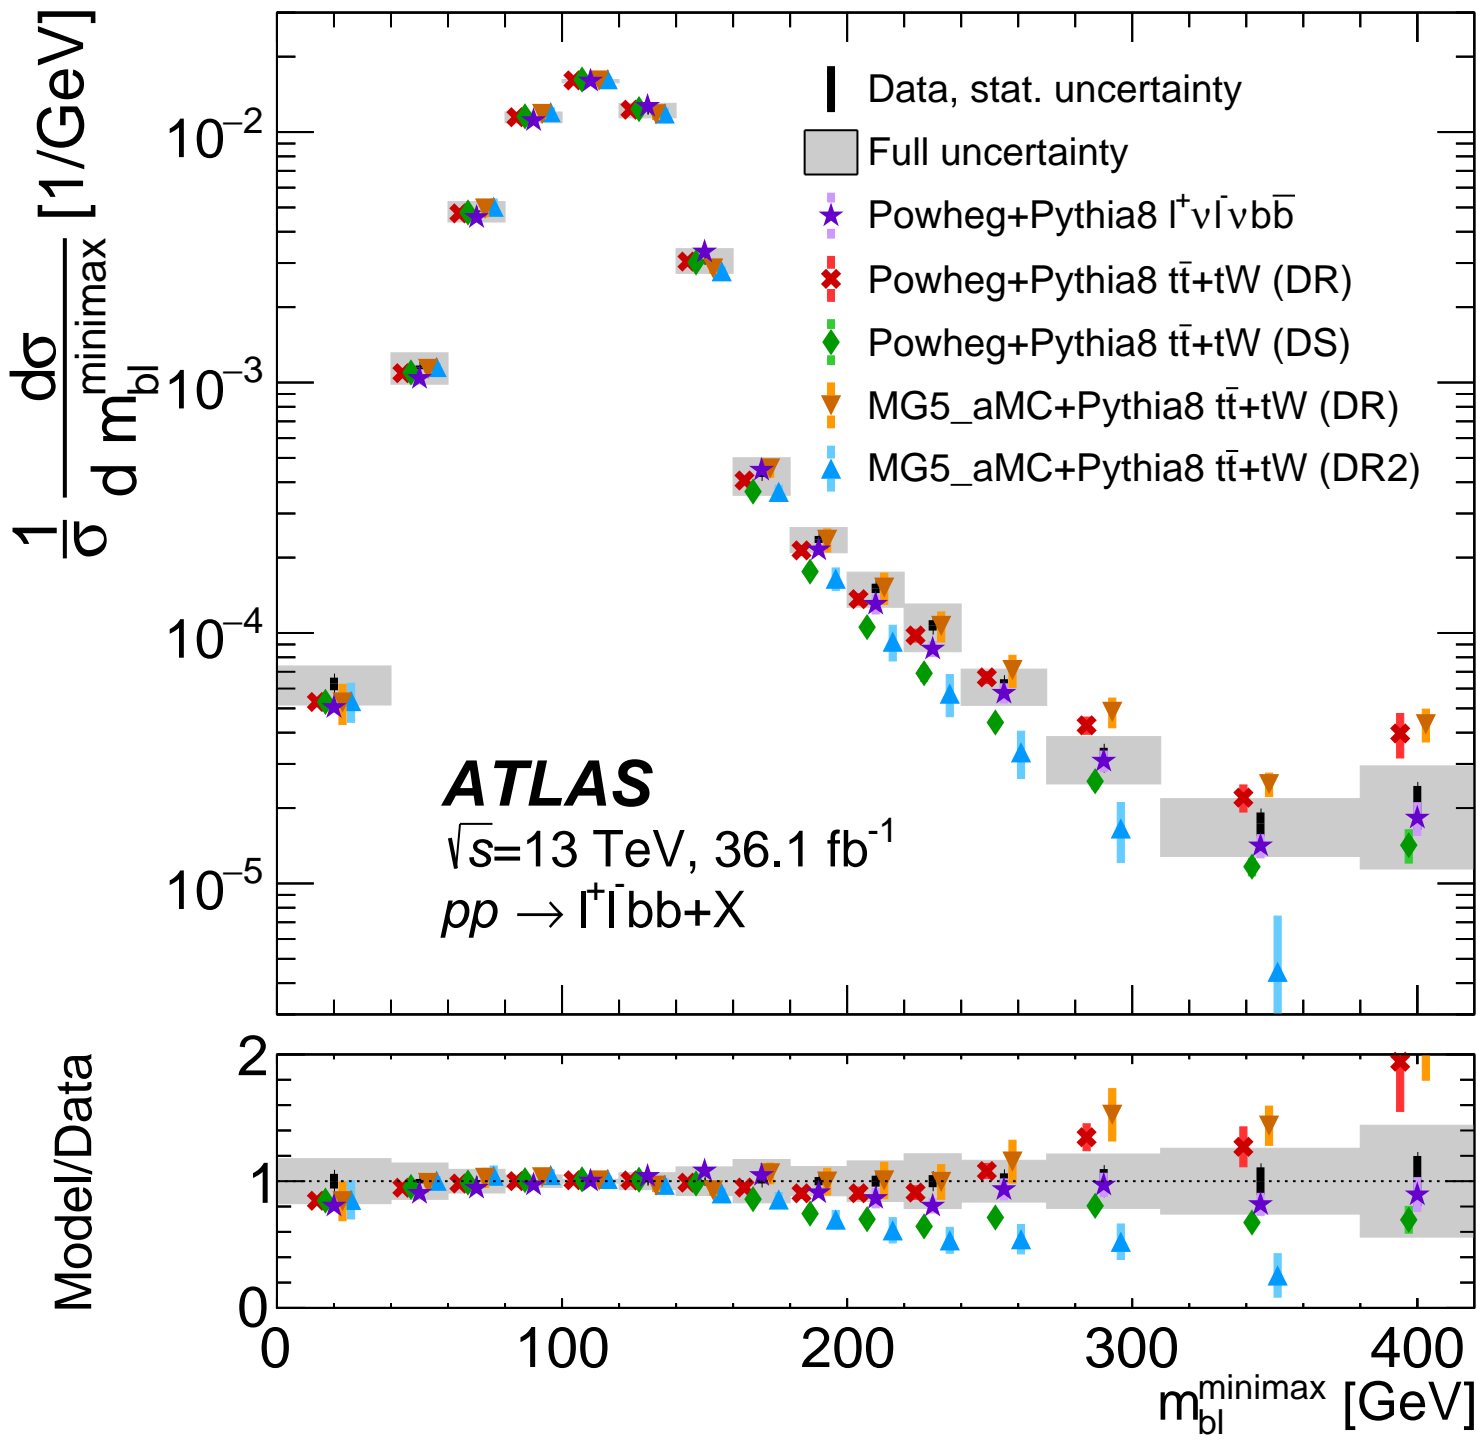 1/σ dσ/d m_bl^minimax [1/GeV]
10⁻²
10⁻³
10⁻⁴
10⁻⁵
Data, stat. uncertainty
Full uncertainty
Powheg+Pythia8 l⁺νl⁻νbb̄
Powheg+Pythia8 tt̄+tW (DR)
Powheg+Pythia8 tt̄+tW (DS)
MG5_aMC+Pythia8 tt̄+tW (DR)
MG5_aMC+Pythia8 tt̄+tW (DR2)
ATLAS
√s=13 TeV, 36.1 fb⁻¹
pp → l⁺l⁻bb+X
Model/Data
2
1
0
0 100 200 300 400
m_bl^minimax [GeV]